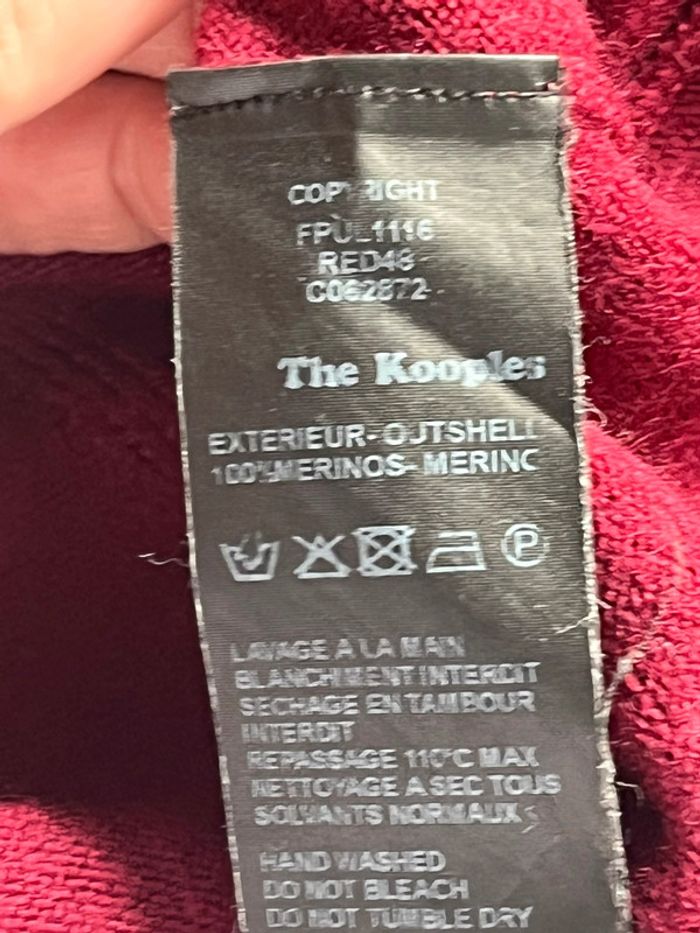 COPYRIGHT
FPUL1116
RED48
C062872
The Kooples
EXTERIEUR-OUTSHELL
100%MERINOS-MERINO
P
LAVAGE A LA MAIN
BLANCHIMENT INTERDIT
SECHAGE EN TAMBOUR
INTERDIT
REPASSAGE 110°C MAX
NETTOYAGE A SEC TOUS
SOLVANTS NORMAUX
HAND WASHED
DO NOT BLEACH
DO NOT TUMBLE DRY